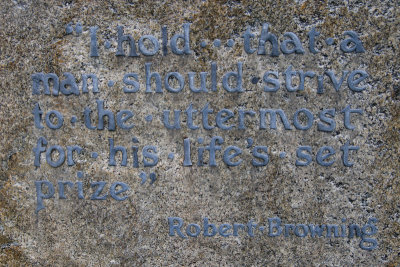 "I·hold···that·a
man·should·strive
to·the·uttermost
for·his·life's·set
prize"
Robert·Browning